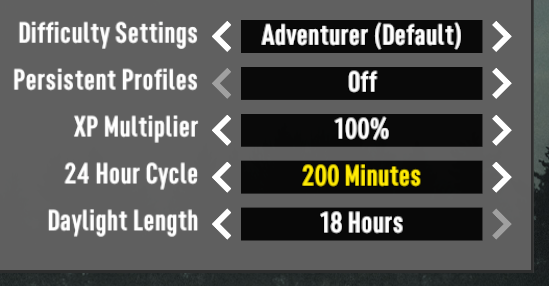 Difficulty Settings Adventurer (Default)
Persistent Profiles Off
XP Multiplier 100%
24 Hour Cycle 200 Minutes
Daylight Length 18 Hours